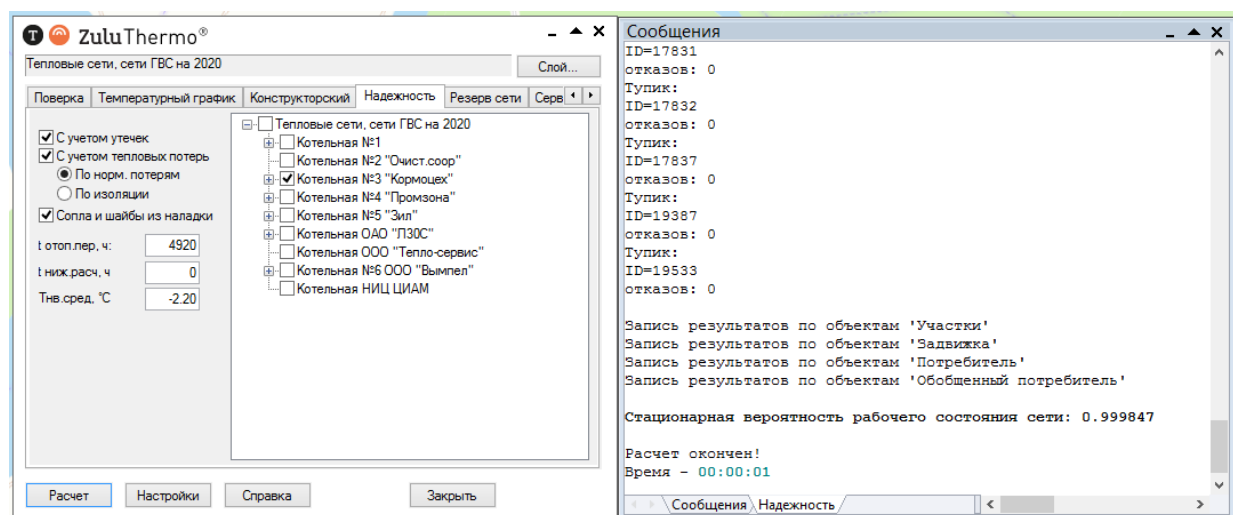 ZuluThermo®
Тепловые сети, сети ГВС на 2020
Слой...
Поверка
Температурный график
Конструкторский
Надежность
Резерв сети
Серв
С учетом утечек
С учетом тепловых потерь
По норм. потерям
По изоляции
Сопла и шайбы из наладки
t отоп.пер, ч: 4920
t ниж.расч, ч 0
Tнв.сред, °C -2.20
Тепловые сети, сети ГВС на 2020
Котельная №1
Котельная №2 "Очист.соор"
Котельная №3 "Кормоцех"
Котельная №4 "Промзона"
Котельная №5 "Зил"
Котельная ОАО "ПЗОС"
Котельная ООО "Тепло-сервис"
Котельная №6 ООО "Вымпел"
Котельная НИЦ ЦИАМ
Расчет
Настройки
Справка
Закрыть
Сообщения
ID=17831
отказов: 0
Тупик:
ID=17832
отказов: 0
Тупик:
ID=17837
отказов: 0
Тупик:
ID=19387
отказов: 0
Тупик:
ID=19533
отказов: 0
Запись результатов по объектам 'Участки'
Запись результатов по объектам 'Задвижка'
Запись результатов по объектам 'Потребитель'
Запись результатов по объектам 'Обобщенный потребитель'
Стационарная вероятность рабочего состояния сети: 0.999847
Расчет окончен!
Время - 00:00:01
Сообщения
Надежность